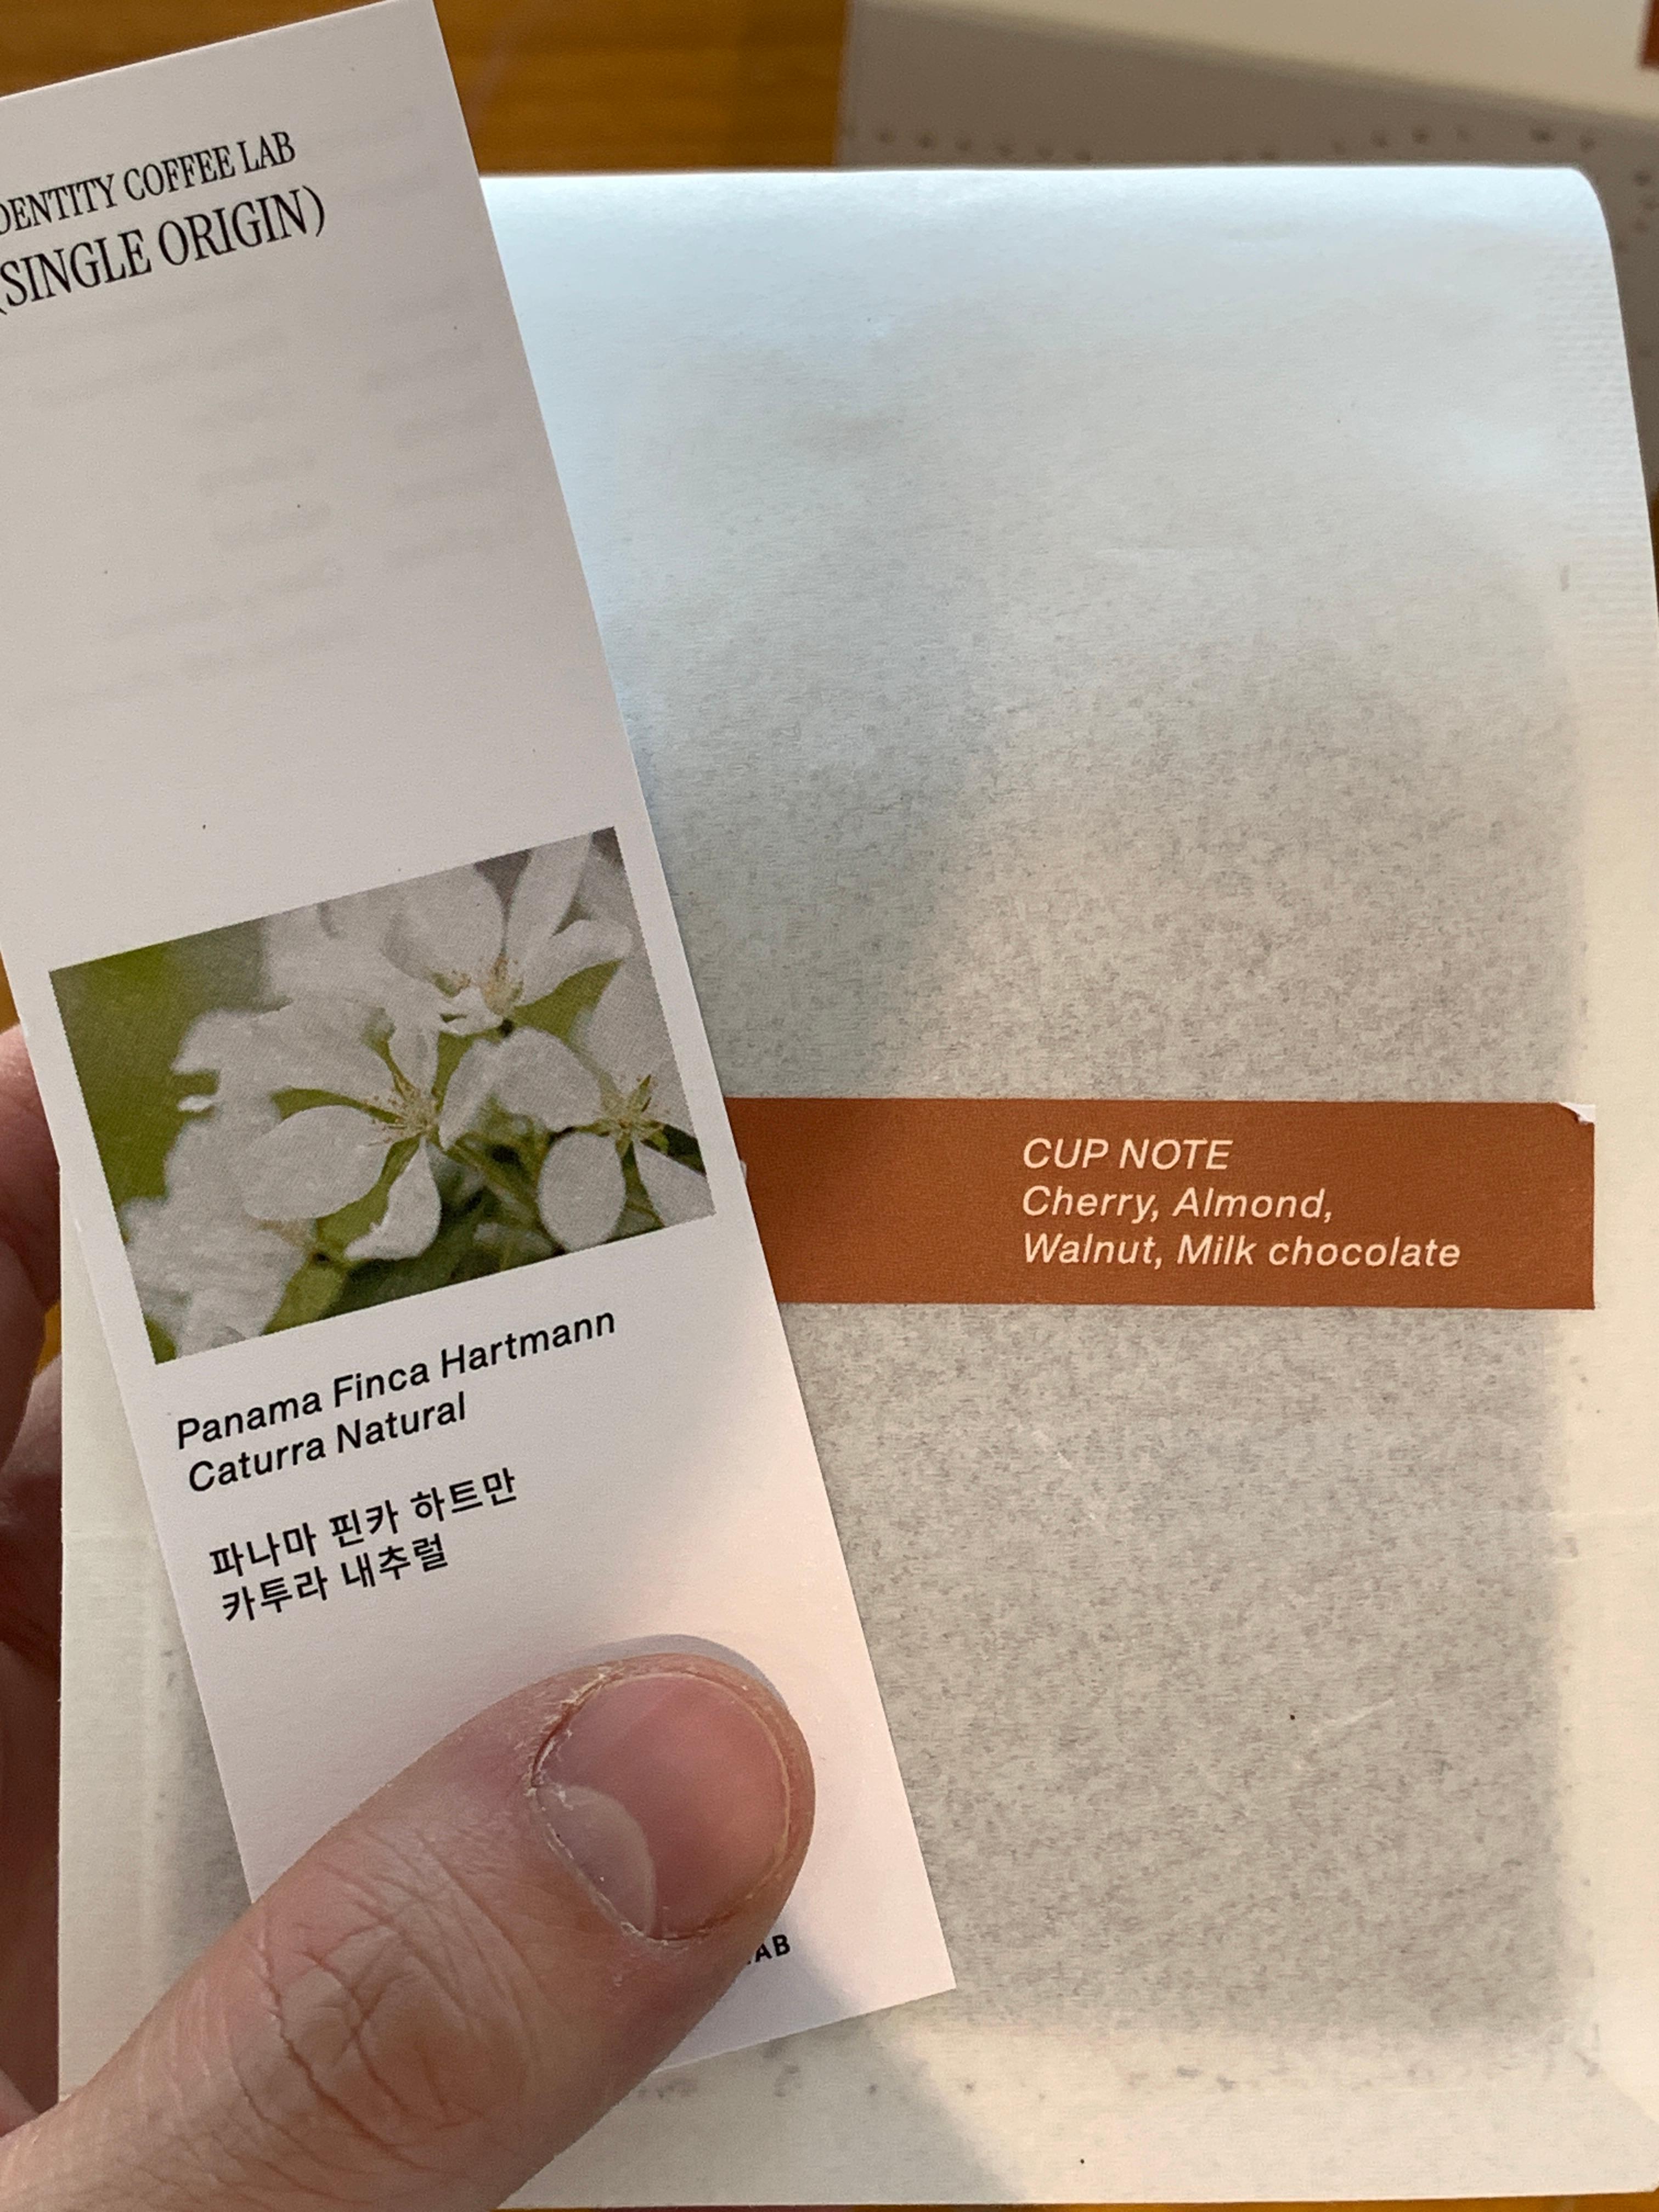 DENTITY COFFEE LAB
(SINGLE ORIGIN)
Panama Finca Hartmann
Caturra Natural
파나마 핀카 하트만
카투라 내추럴
AB
CUP NOTE
Cherry, Almond,
Walnut, Milk chocolate